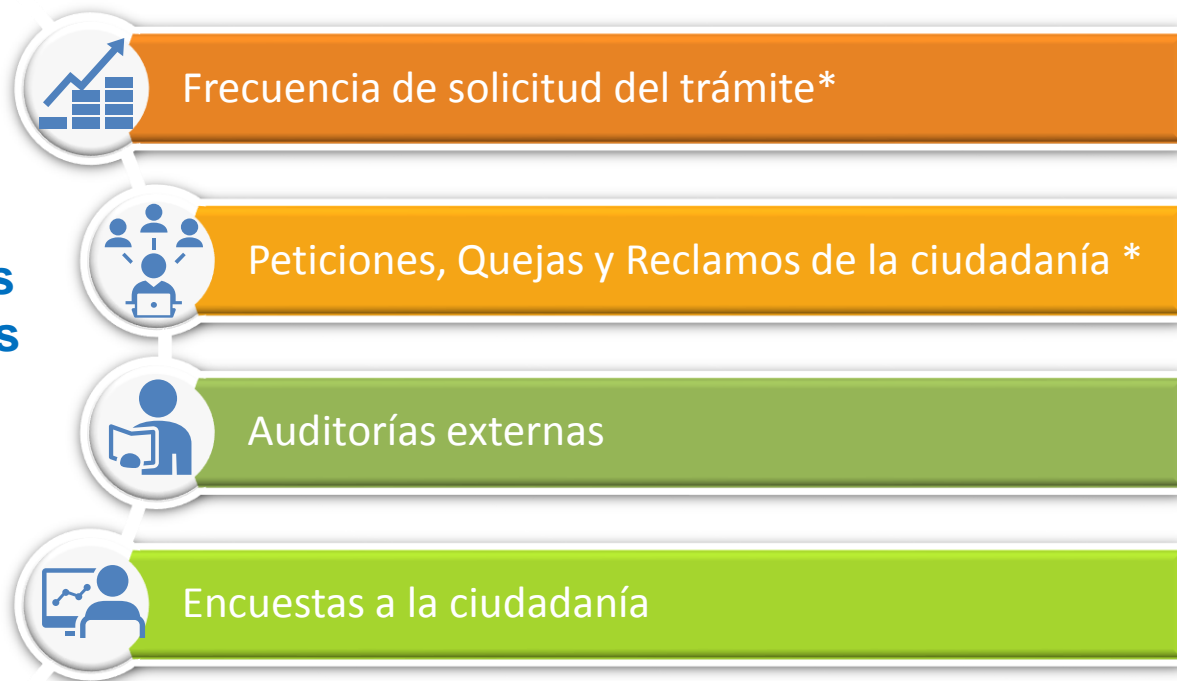 Frecuencia de solicitud del trámite*
Peticiones, Quejas y Reclamos de la ciudadanía *
Auditorías externas
Encuestas a la ciudadanía